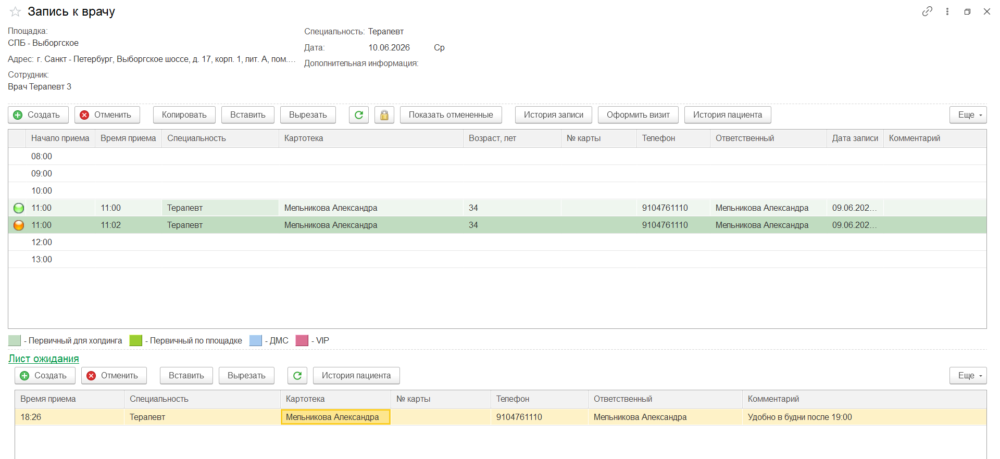 Запись к врачу
Площадка:
СПБ - Выборгское
Адрес: г. Санкт - Петербург, Выборгское шоссе, д. 17, корп. 1, лит. А, пом....
Сотрудник:
Врач Терапевт 3
Специальность: Терапевт
Дата: 10.06.2026 Ср
Дополнительная информация:
Создать Отменить Копировать Вставить Вырезать Показать отмененные История записи Оформить визит История пациента Еще
Начало приема Время приема Специальность Картотека Возраст, лет № карты Телефон Ответственный Дата записи Комментарий
08:00
09:00
10:00
11:00 11:00 Терапевт Мельникова Александра 34 9104761110 Мельникова Александра 09.06.202...
11:00 11:02 Терапевт Мельникова Александра 34 9104761110 Мельникова Александра 09.06.202...
12:00
13:00
- Первичный для холдинга - Первичный по площадке - ДМС - VIP
Лист ожидания
Создать Отменить Вставить Вырезать История пациента Еще
Время приема Специальность Картотека № карты Телефон Ответственный Комментарий
18:26 Терапевт Мельникова Александра 9104761110 Мельникова Александра Удобно в будни после 19:00